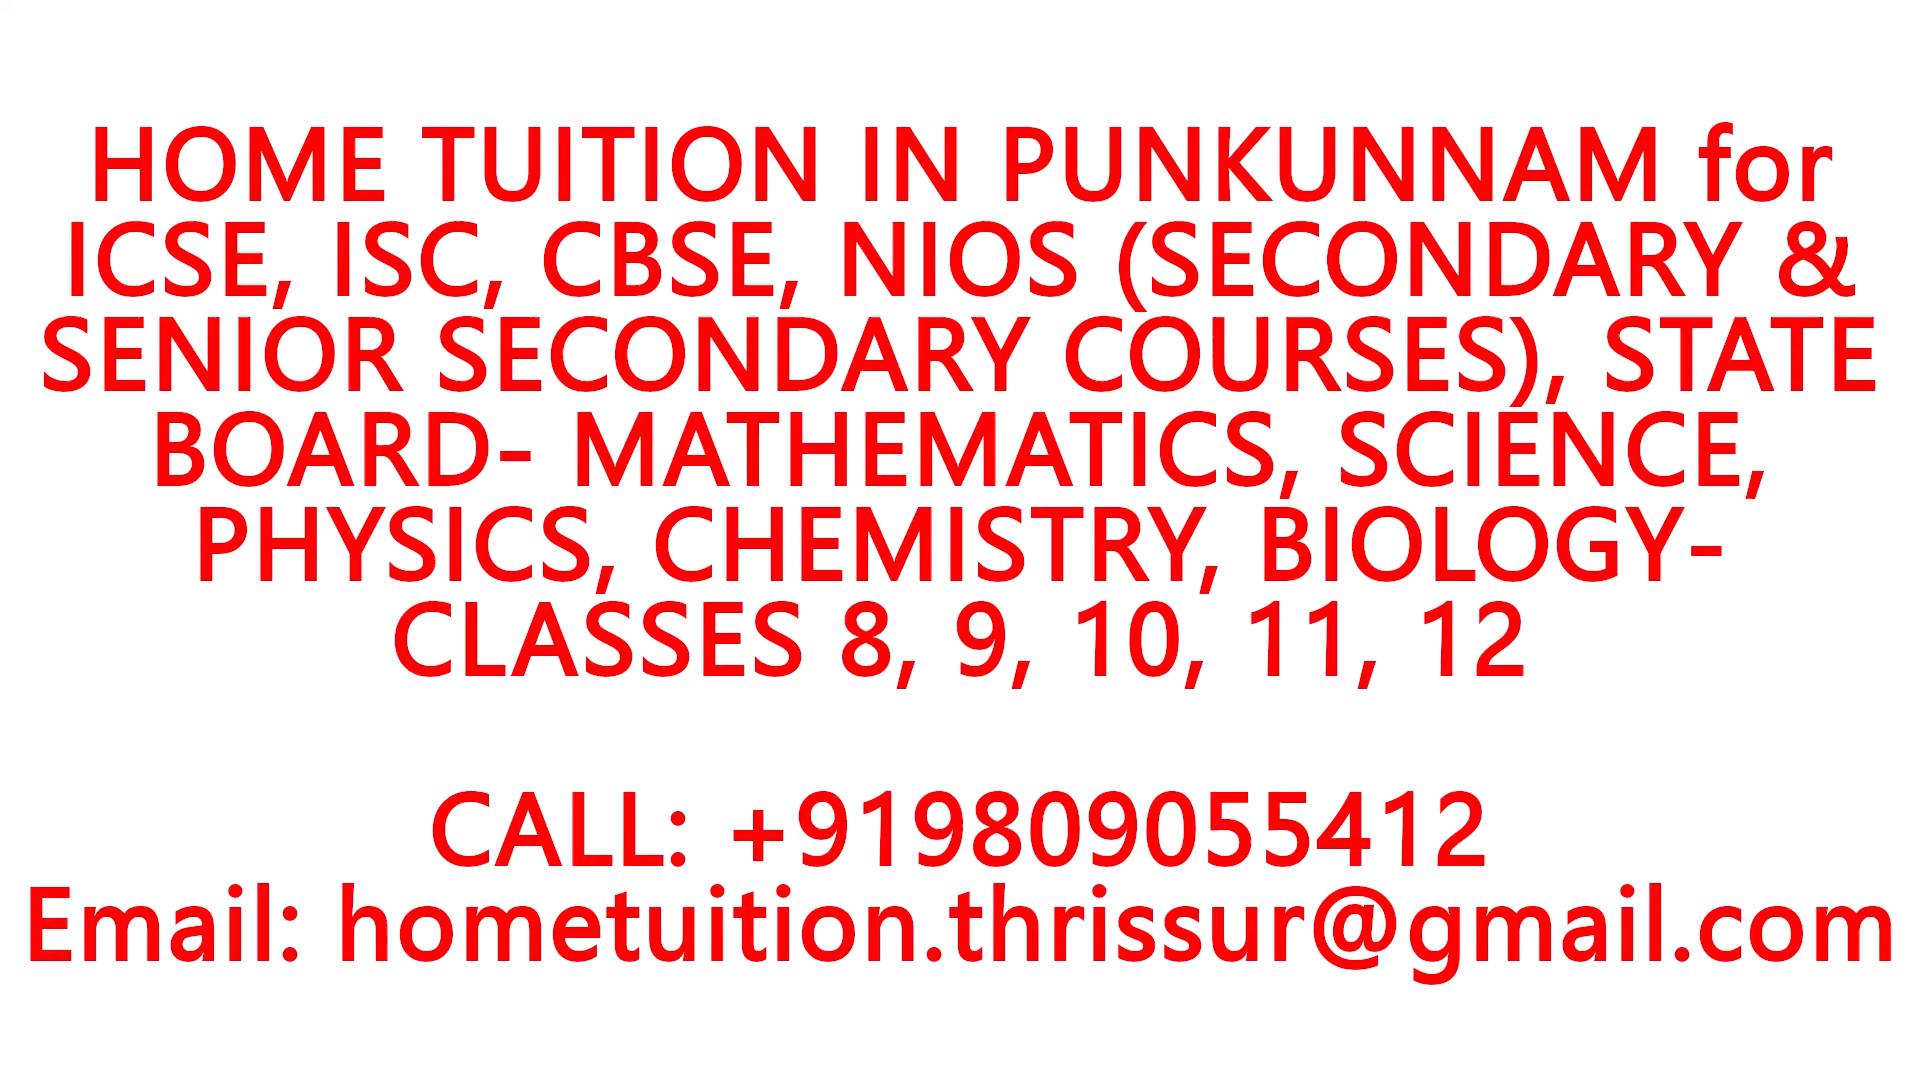 HOME TUITION IN PUNKUNNAM for
ICSE, ISC, CBSE, NIOS (SECONDARY &
SENIOR SECONDARY COURSES), STATE
BOARD- MATHEMATICS, SCIENCE,
PHYSICS, CHEMISTRY, BIOLOGY-
CLASSES 8, 9, 10, 11, 12
CALL: +919809055412
Email: hometuition.thrissur@gmail.com